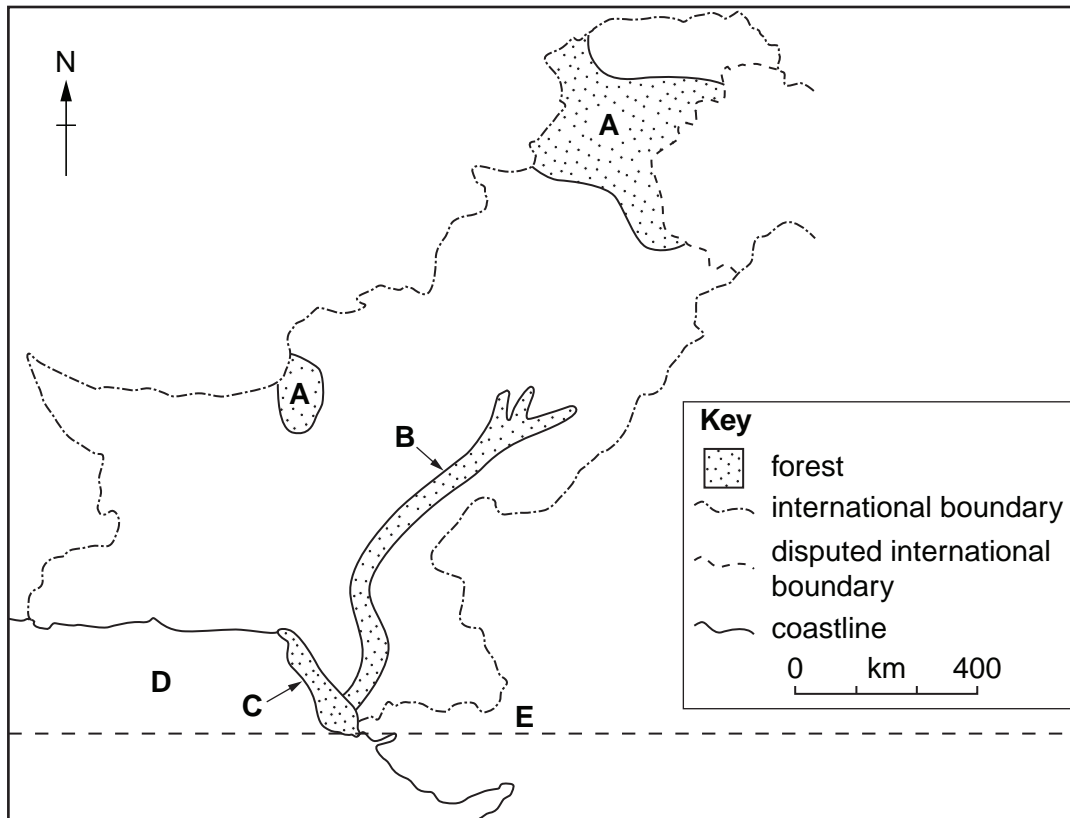 N
A
A
B
C
D
E
Key
forest
international boundary
disputed international
boundary
coastline
0 km 400